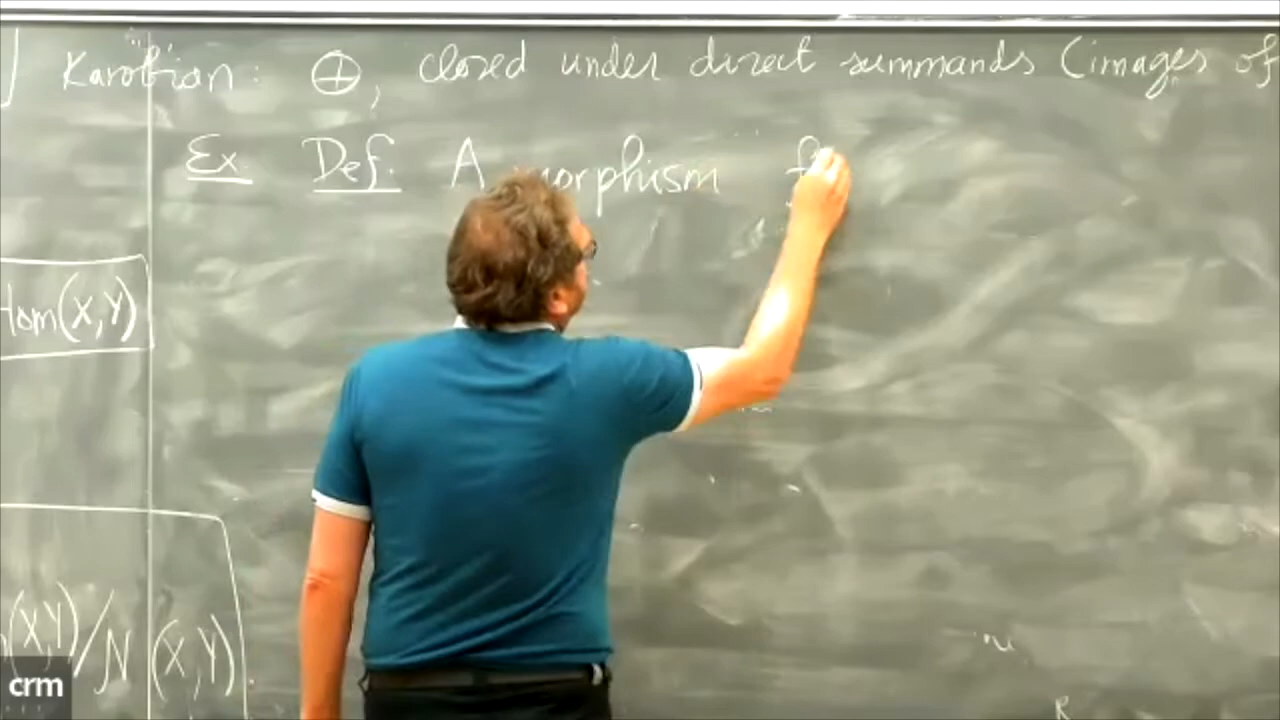 Karoubian: ⊕, closed under direct summands (images of
Ex. Def. A morphism f
Hom(X,Y)
(X,Y)/N(X,Y).
crm